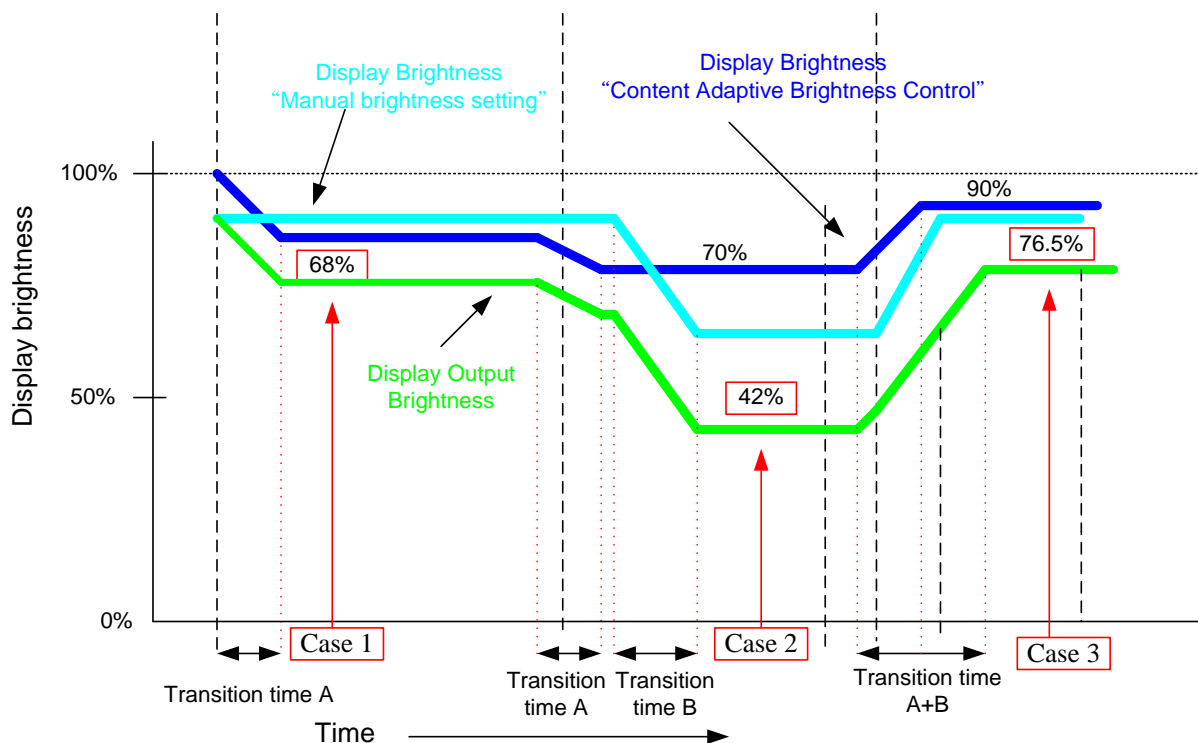 Display Brightness
“Manual brightness setting”
Display Brightness
“Content Adaptive Brightness Control”
100%
90%
76.5%
70%
68%
Display Output
Brightness
50%
42%
0%
Display brightness
Case 1
Case 2
Case 3
Transition time A
Transition
time A
Transition
time B
Transition time
A+B
Time